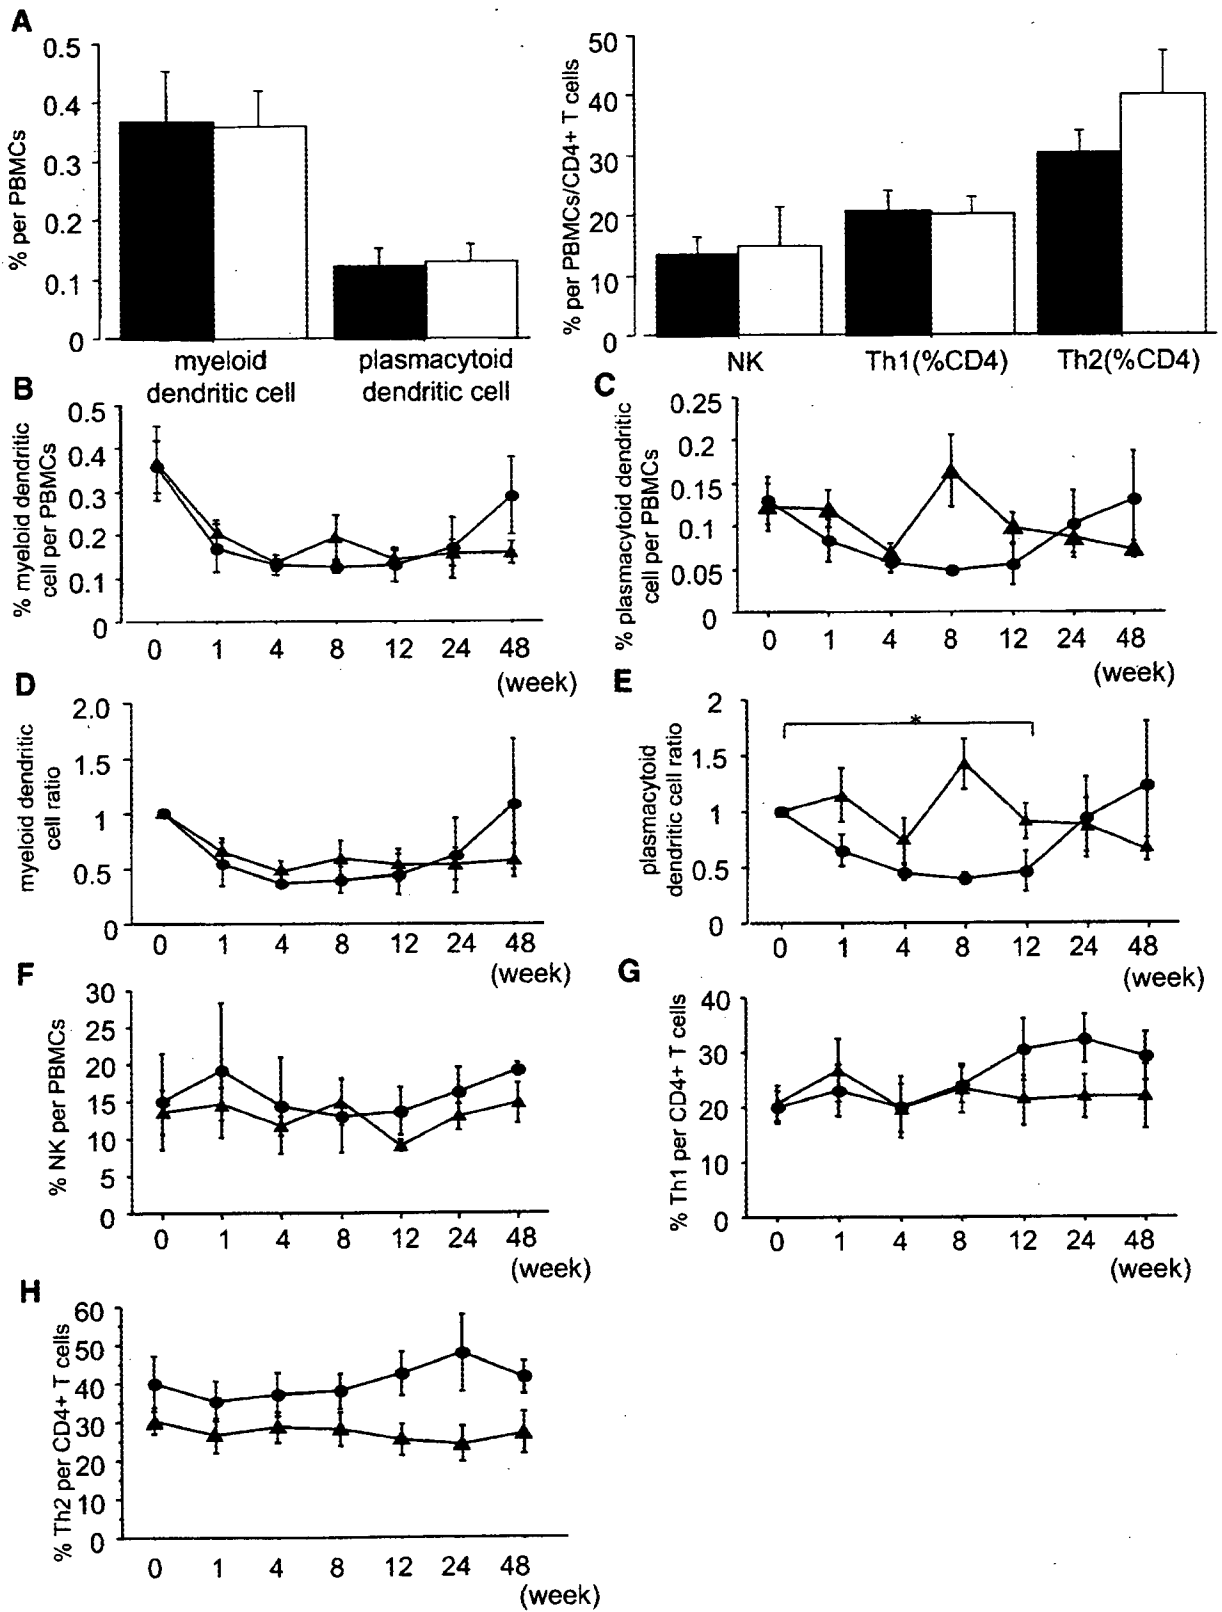 A
0.5
0.4
0.3
0.2
0.1
0
% per PBMCs
myeloid
dendritic cell
plasmacytoid
dendritic cell
50
40
30
20
10
0
% per PBMCs/CD4+ T cells
NK
Th1(%CD4)
Th2(%CD4)
B
0.5
0.4
0.3
0.2
0.1
0
% myeloid dendritic
cell per PBMCs
0 1 4 8 12 24 48
(week)
C
0.25
0.2
0.15
0.1
0.05
0
% plasmacytoid dendritic
cell per PBMCs
0 1 4 8 12 24 48
(week)
D
2.0
1.5
1
0.5
0
myeloid dendritic
cell ratio
0 1 4 8 12 24 48
(week)
E
2
1.5
1
0.5
0
plasmacytoid
dendritic cell ratio
*
0 1 4 8 12 24 48
(week)
F
30
25
20
15
10
5
0
% NK per PBMCs
0 1 4 8 12 24 48
(week)
G
40
30
20
10
0
% Th1 per CD4+ T cells
0 1 4 8 12 24 48
(week)
H
60
50
40
30
20
10
0
% Th2 per CD4+ T cells
0 1 4 8 12 24 48
(week)